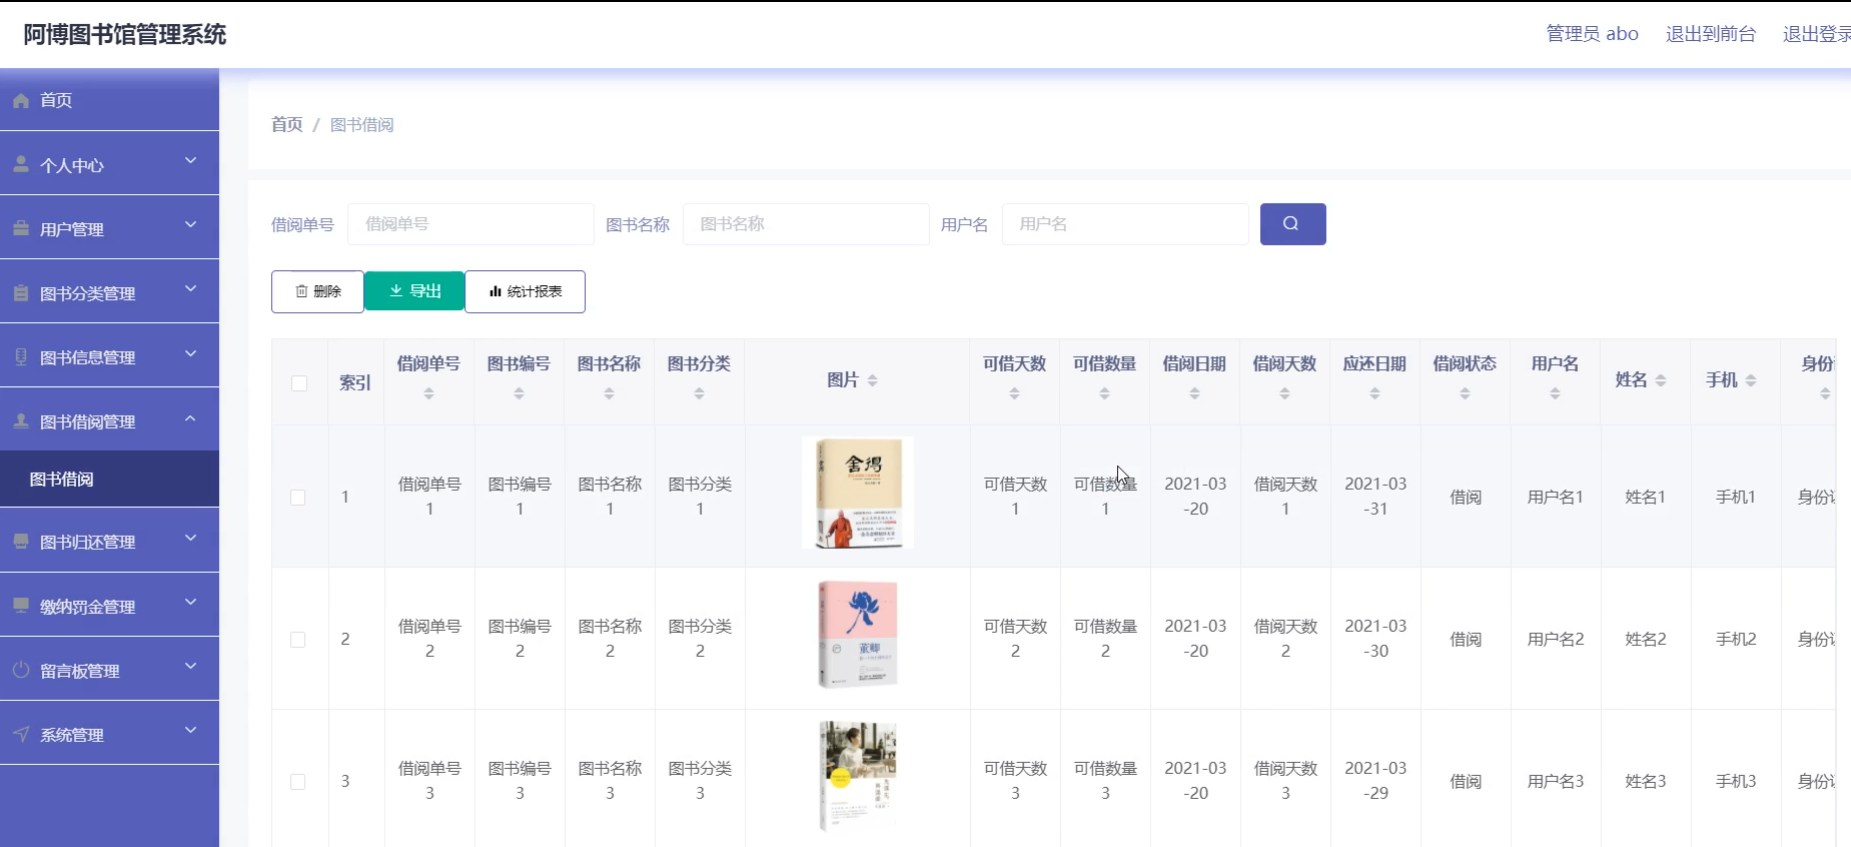 阿博图书馆管理系统
管理员 abo 退出到前台 退出登录
首页
个人中心
用户管理
图书分类管理
图书信息管理
图书借阅管理
图书借阅
图书归还管理
缴纳罚金管理
留言板管理
系统管理
首页 / 图书借阅
借阅单号 借阅单号 图书名称 图书名称 用户名 用户名
删除 导出 统计报表
索引 借阅单号 图书编号 图书名称 图书分类 图片 可借天数 可借数量 借阅日期 借阅天数 应还日期 借阅状态 用户名 姓名 手机 身份
舍得
1 借阅单号1 图书编号1 图书名称1 图书分类1 可借天数1 可借数量1 2021-03-20 借阅天数1 2021-03-31 借阅 用户名1 姓名1 手机1 身份
董卿
2 借阅单号2 图书编号2 图书名称2 图书分类2 可借天数2 可借数量2 2021-03-20 借阅天数2 2021-03-30 借阅 用户名2 姓名2 手机2 身份
3 借阅单号3 图书编号3 图书名称3 图书分类3 可借天数3 可借数量3 2021-03-20 借阅天数3 2021-03-29 借阅 用户名3 姓名3 手机3 身份